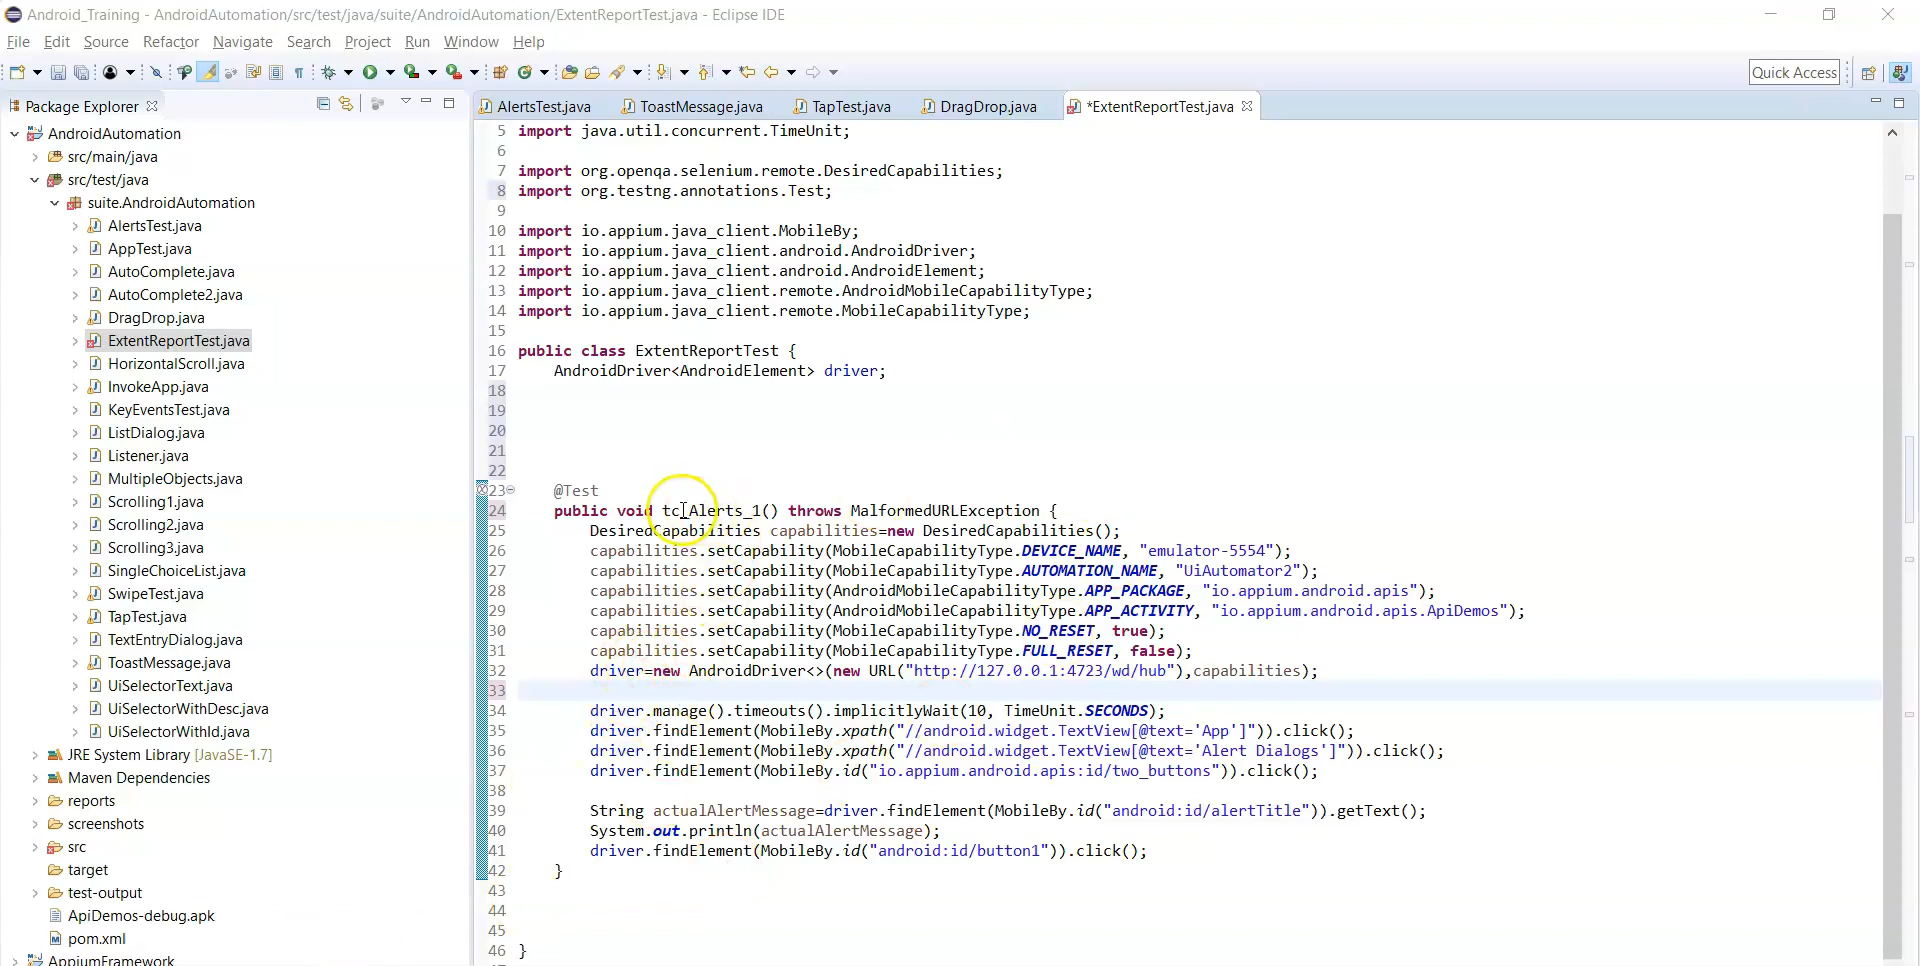 Android_Training - AndroidAutomation/src/test/java/suite/AndroidAutomation/ExtentReportTest.java - Eclipse IDE
File Edit Source Refactor Navigate Search Project Run Window Help
Quick Access
Package Explorer
AndroidAutomation
src/main/java
src/test/java
suite.AndroidAutomation
AlertsTest.java
AppTest.java
AutoComplete.java
AutoComplete2.java
DragDrop.java
ExtentReportTest.java
HorizontalScroll.java
InvokeApp.java
KeyEventsTest.java
ListDialog.java
Listener.java
MultipleObjects.java
Scrolling1.java
Scrolling2.java
Scrolling3.java
SingleChoiceList.java
SwipeTest.java
TapTest.java
TextEntryDialog.java
ToastMessage.java
UiSelectorText.java
UiSelectorWithDesc.java
UiSelectorWithId.java
JRE System Library [JavaSE-1.7]
Maven Dependencies
reports
screenshots
src
target
test-output
ApiDemos-debug.apk
pom.xml
AppiumFramework
AlertsTest.java ToastMessage.java TapTest.java DragDrop.java *ExtentReportTest.java
5 import java.util.concurrent.TimeUnit;
6
7 import org.openqa.selenium.remote.DesiredCapabilities;
8 import org.testng.annotations.Test;
9
10 import io.appium.java_client.MobileBy;
11 import io.appium.java_client.android.AndroidDriver;
12 import io.appium.java_client.android.AndroidElement;
13 import io.appium.java_client.remote.AndroidMobileCapabilityType;
14 import io.appium.java_client.remote.MobileCapabilityType;
15
16 public class ExtentReportTest {
17 AndroidDriver<AndroidElement> driver;
18
19
20
21
22
23 @Test
24 public void tc_Alerts_1() throws MalformedURLException {
25 DesiredCapabilities capabilities=new DesiredCapabilities();
26 capabilities.setCapability(MobileCapabilityType.DEVICE_NAME, "emulator-5554");
27 capabilities.setCapability(MobileCapabilityType.AUTOMATION_NAME, "UiAutomator2");
28 capabilities.setCapability(AndroidMobileCapabilityType.APP_PACKAGE, "io.appium.android.apis");
29 capabilities.setCapability(AndroidMobileCapabilityType.APP_ACTIVITY, "io.appium.android.apis.ApiDemos");
30 capabilities.setCapability(MobileCapabilityType.NO_RESET, true);
31 capabilities.setCapability(MobileCapabilityType.FULL_RESET, false);
32 driver=new AndroidDriver<>(new URL("http://127.0.0.1:4723/wd/hub"),capabilities);
33
34 driver.manage().timeouts().implicitlyWait(10, TimeUnit.SECONDS);
35 driver.findElement(MobileBy.xpath("//android.widget.TextView[@text='App']")).click();
36 driver.findElement(MobileBy.xpath("//android.widget.TextView[@text='Alert Dialogs']")).click();
37 driver.findElement(MobileBy.id("io.appium.android.apis:id/two_buttons")).click();
38
39 String actualAlertMessage=driver.findElement(MobileBy.id("android:id/alertTitle")).getText();
40 System.out.println(actualAlertMessage);
41 driver.findElement(MobileBy.id("android:id/button1")).click();
42 }
43
44
45
46 }